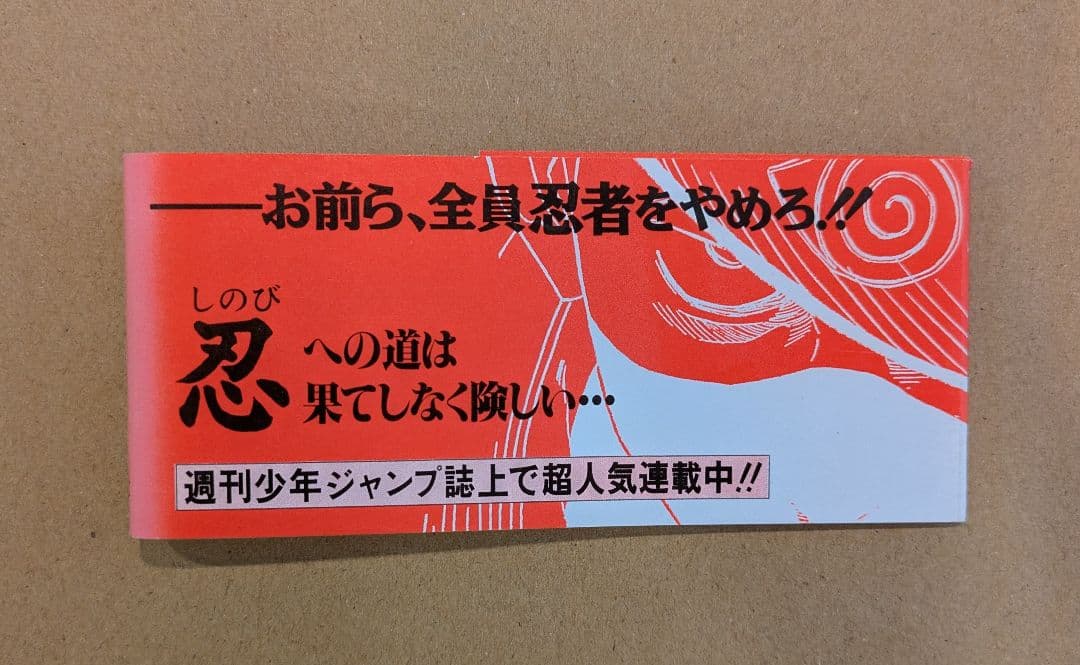 ――お前ら、全員忍者をやめろ!!
しのび
忍
への道は
果てしなく険しい…
週刊少年ジャンプ誌上で超人気連載中!!